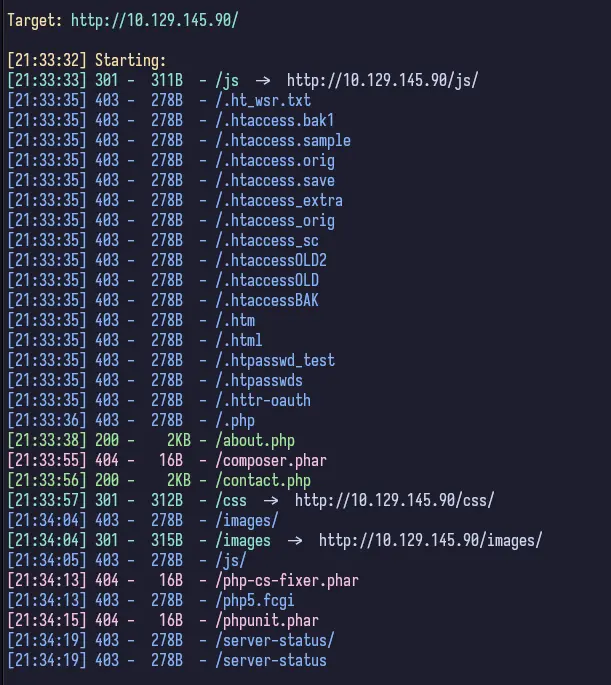 Target: http://10.129.145.90/
[21:33:32] Starting:
[21:33:33] 301 - 311B - /js -> http://10.129.145.90/js/
[21:33:35] 403 - 278B - /.ht_wsr.txt
[21:33:35] 403 - 278B - /.htaccess.bak1
[21:33:35] 403 - 278B - /.htaccess.sample
[21:33:35] 403 - 278B - /.htaccess.orig
[21:33:35] 403 - 278B - /.htaccess.save
[21:33:35] 403 - 278B - /.htaccess_extra
[21:33:35] 403 - 278B - /.htaccess_orig
[21:33:35] 403 - 278B - /.htaccess_sc
[21:33:35] 403 - 278B - /.htaccessOLD2
[21:33:35] 403 - 278B - /.htaccessOLD
[21:33:35] 403 - 278B - /.htaccessBAK
[21:33:35] 403 - 278B - /.htm
[21:33:35] 403 - 278B - /.html
[21:33:35] 403 - 278B - /.htpasswd_test
[21:33:35] 403 - 278B - /.htpasswds
[21:33:35] 403 - 278B - /.httr-oauth
[21:33:36] 403 - 278B - /.php
[21:33:38] 200 - 2KB - /about.php
[21:33:55] 404 - 16B - /composer.phar
[21:33:56] 200 - 2KB - /contact.php
[21:33:57] 301 - 312B - /css -> http://10.129.145.90/css/
[21:34:04] 403 - 278B - /images/
[21:34:04] 301 - 315B - /images -> http://10.129.145.90/images/
[21:34:05] 403 - 278B - /js/
[21:34:13] 404 - 16B - /php-cs-fixer.phar
[21:34:13] 403 - 278B - /php5.fcgi
[21:34:15] 404 - 16B - /phpunit.phar
[21:34:19] 403 - 278B - /server-status/
[21:34:19] 403 - 278B - /server-status